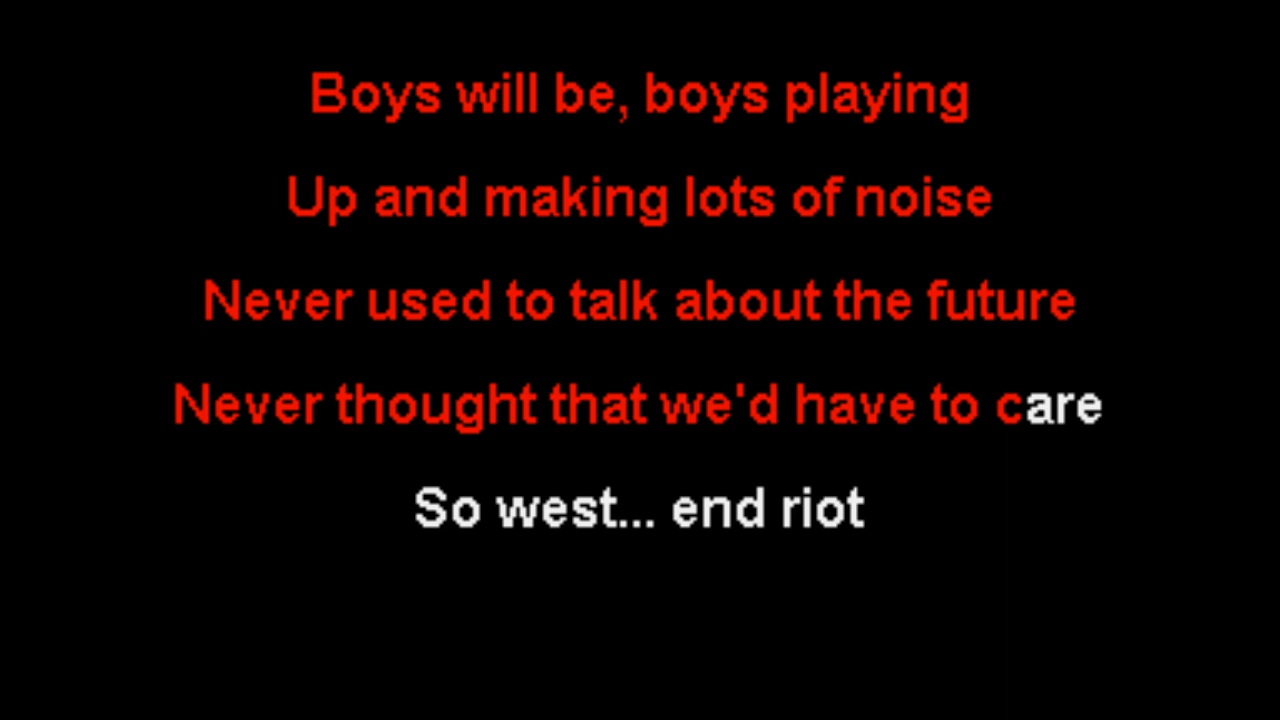 Boys will be, boys playing
Up and making lots of noise
Never used to talk about the future
Never thought that we'd have to care
So west... end riot